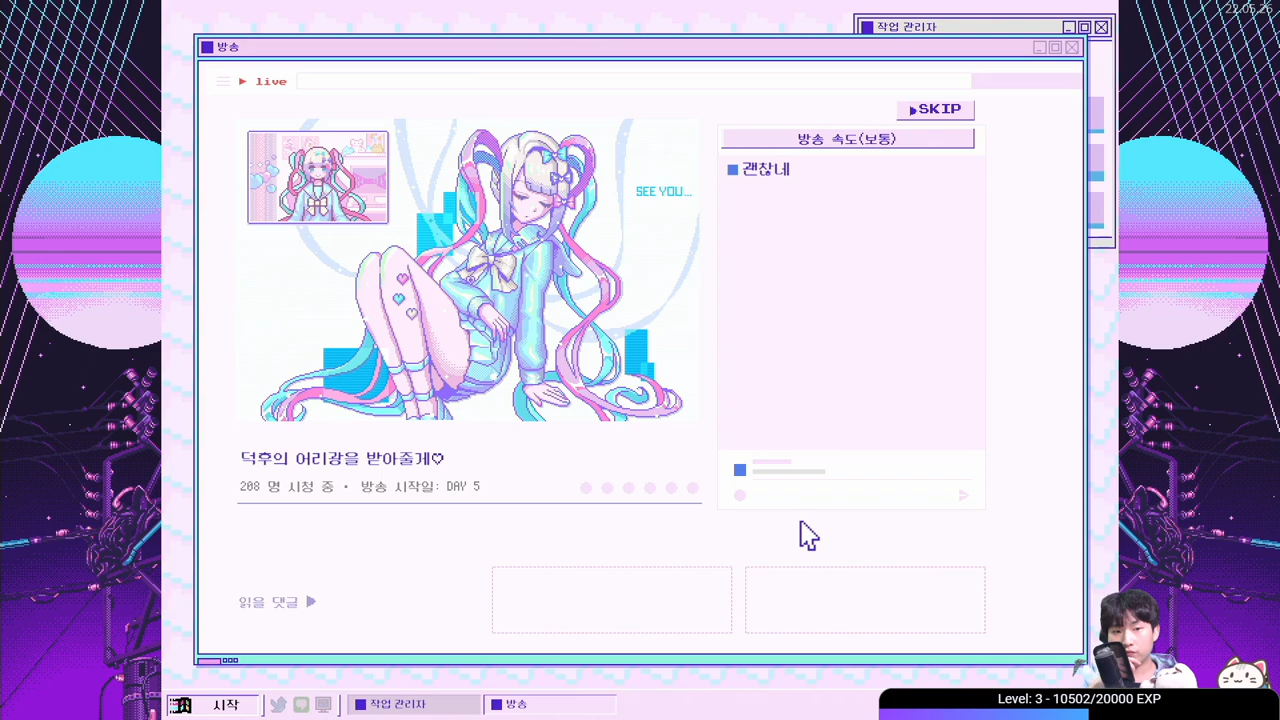 22.05.26
작업 관리자
방송
▶ live
▶SKIP
방송 속도(보통)
괜찮네
SEE YOU...
덕후의 어리광을 받아줄게♡
208 명 시청 중 • 방송 시작일: DAY 5
읽을 댓글 ▶
시작
작업 관리자
방송
Level: 3 - 10502/20000 EXP